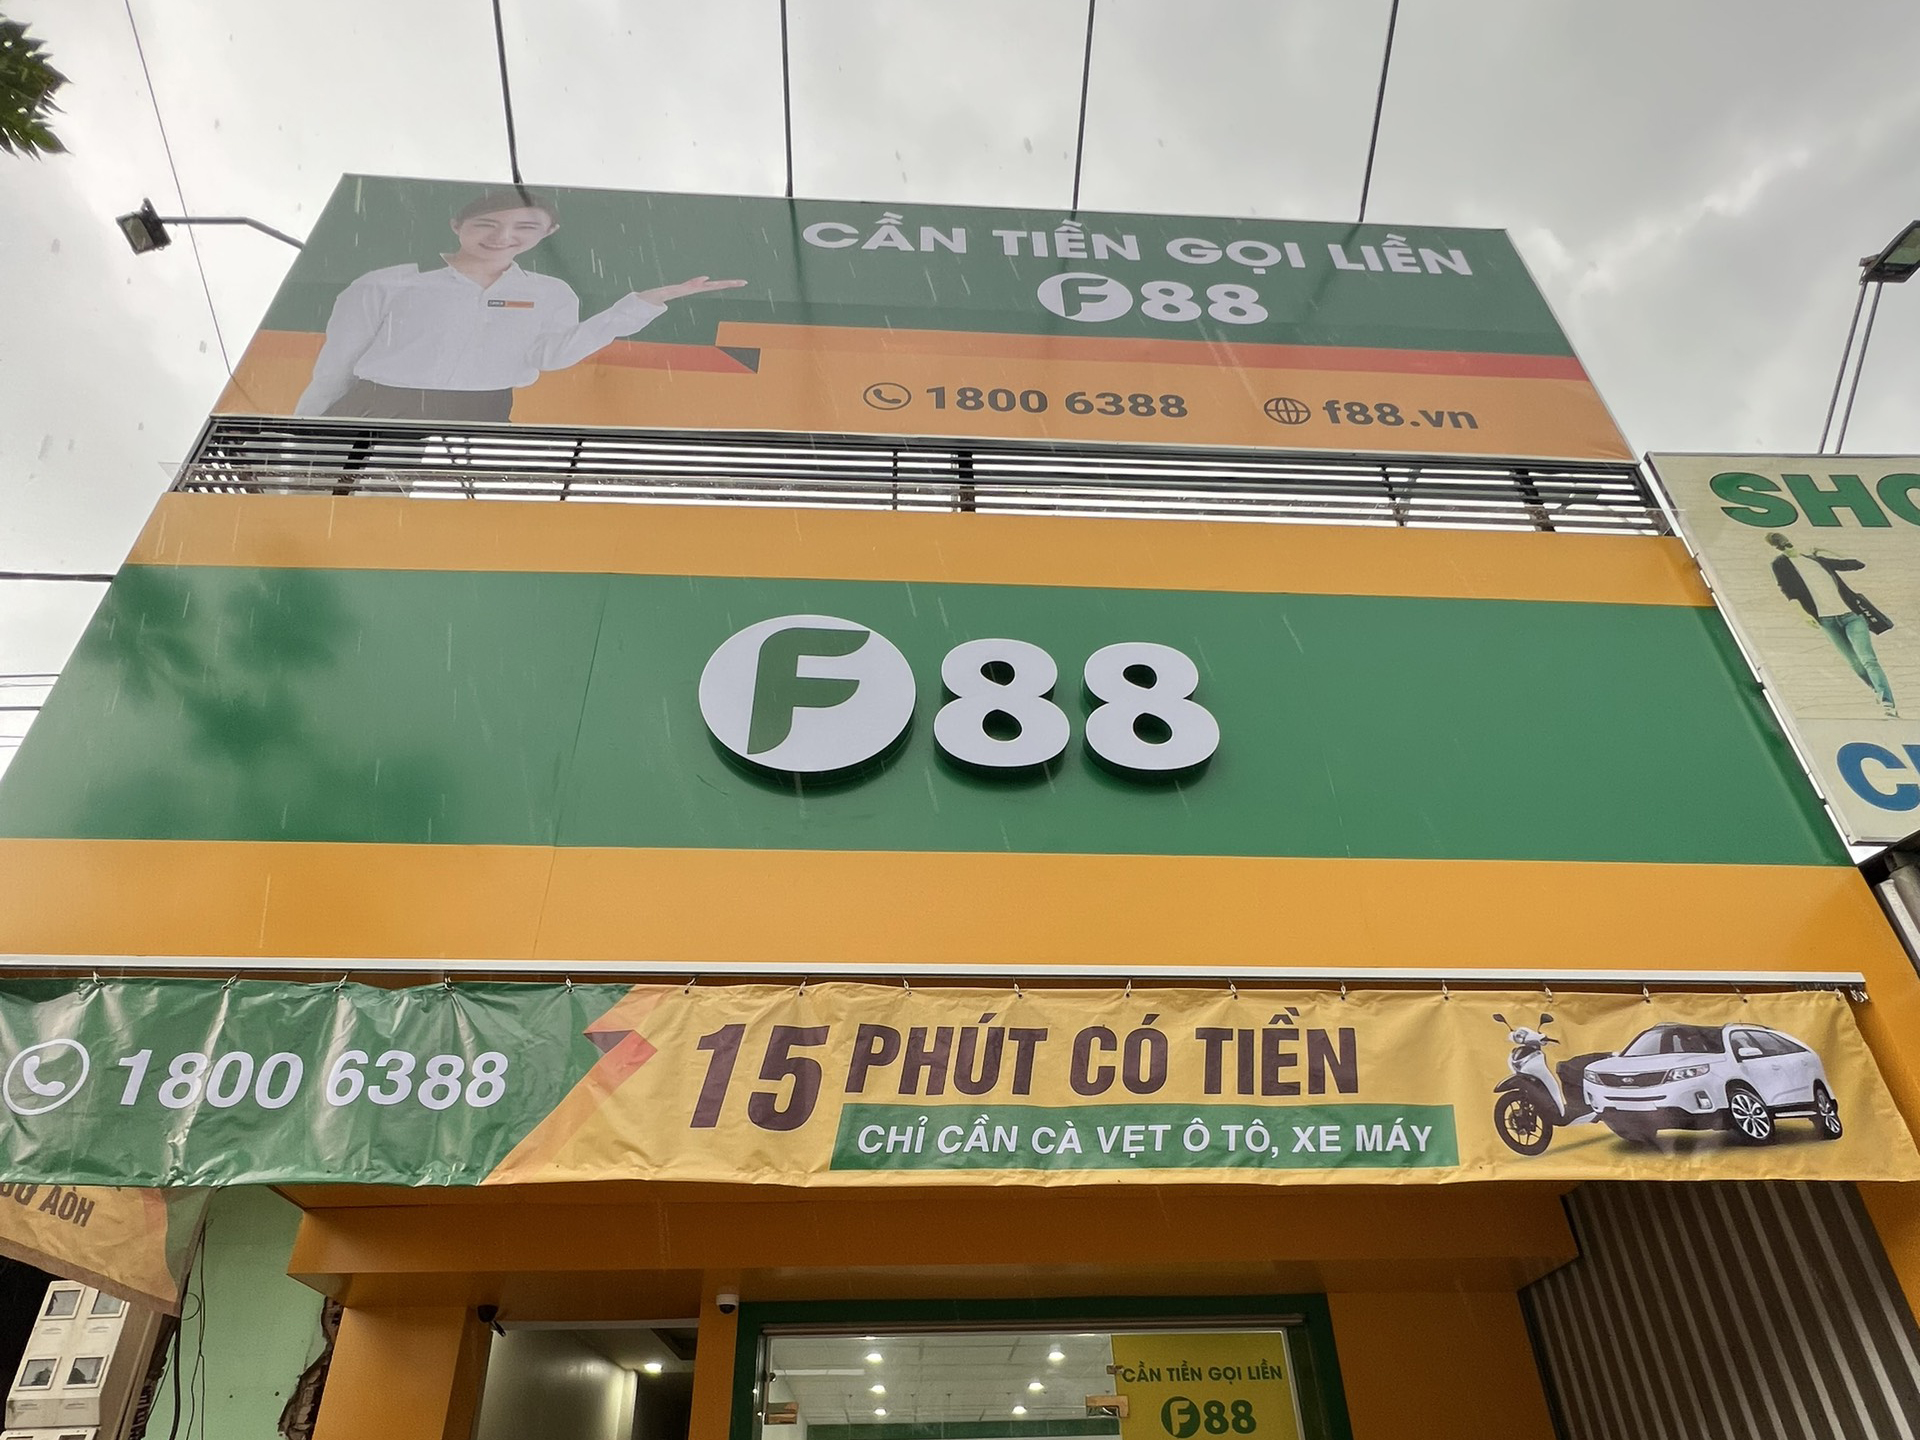 CẦN TIỀN GỌI LIỀN
F88
1800 6388
f88.vn
F88
1800 6388
15 PHÚT CÓ TIỀN
CHỈ CẦN CÀ VẸT Ô TÔ, XE MÁY
CẦN TIỀN GỌI LIỀN
F88